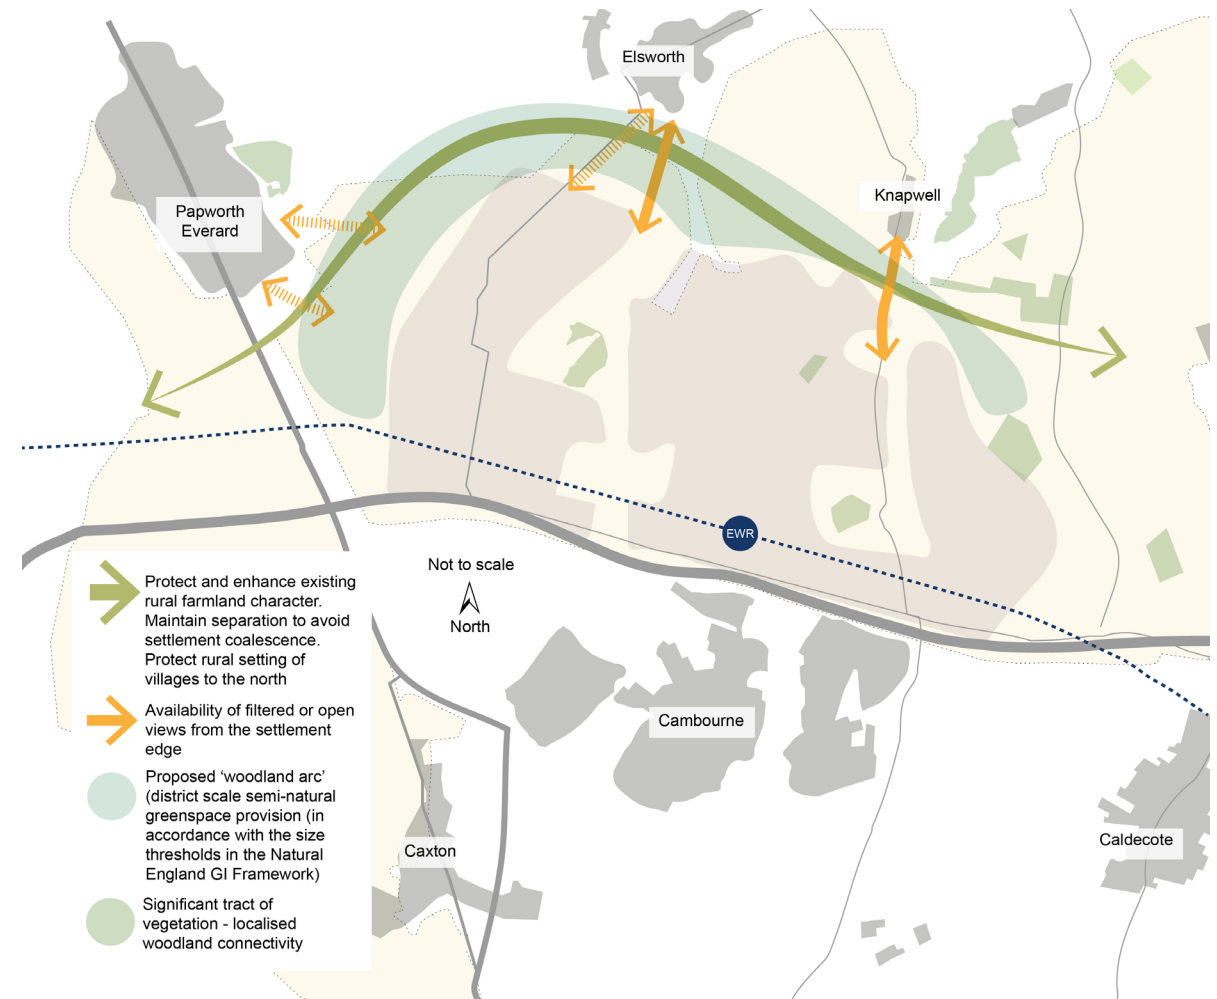 Elsworth
Knapwell
Papworth
Everard
EWR
Not to scale
North
Protect and enhance existing
rural farmland character.
Maintain separation to avoid
settlement coalescence.
Protect rural setting of
villages to the north
Availability of filtered or open
views from the settlement
edge
Proposed ‘woodland arc’
(district scale semi-natural
greenspace provision (in
accordance with the size
thresholds in the Natural
England GI Framework)
Significant tract of
vegetation - localised
woodland connectivity
Cambourne
Caxton
Caldecote